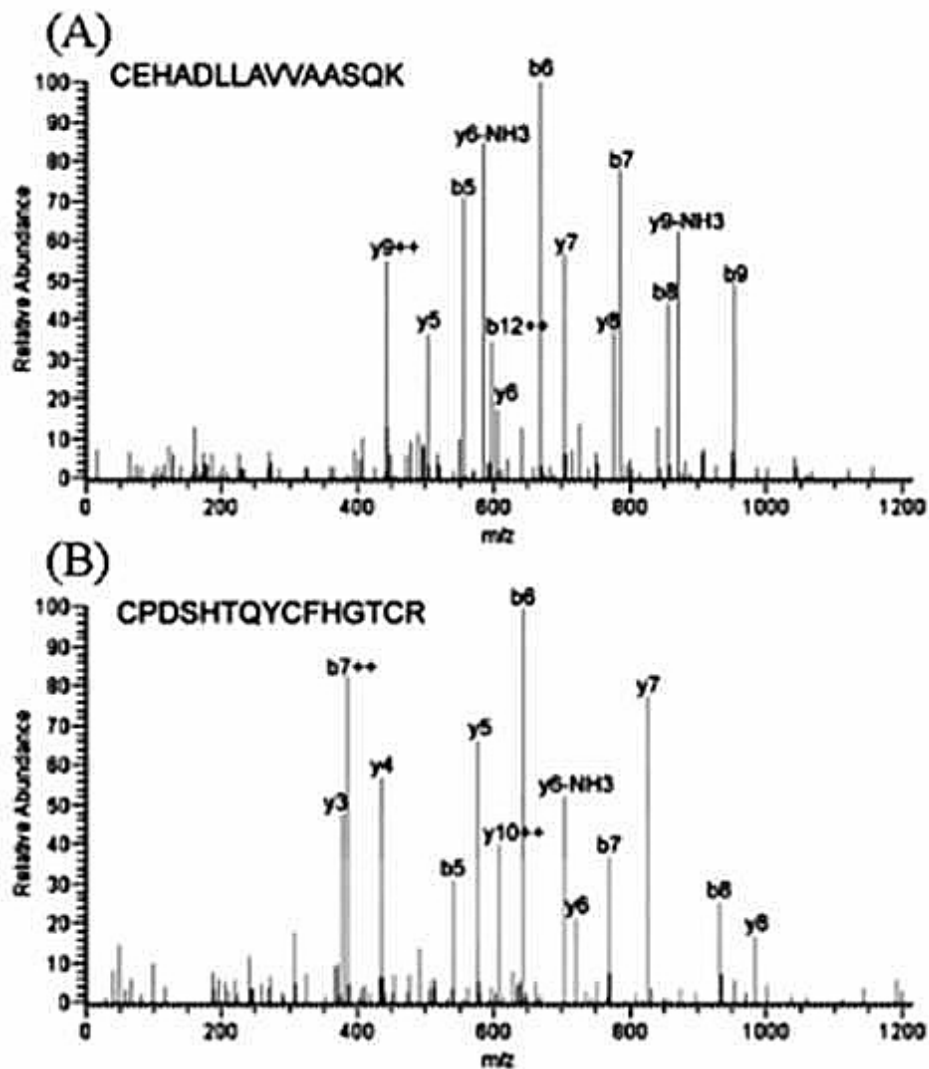 (A)
CEHADLLAVVAASQK
b6
y6-NH3
b7
b5
y9-NH3
y9++
y7
b8
b9
y5
b12++
y8
y6
100
90
80
70
60
50
40
30
20
10
0
Relative Abundance
0 200 400 600 800 1000 1200
m/z
(B)
CPDSHTQYCFHGTCR
b6
b7++
y7
y5
y4
y6-NH3
y3
y10++
b7
b5
y6
b8
y8
100
90
80
70
60
50
40
30
20
10
0
Relative Abundance
0 200 400 600 800 1000 1200
m/z